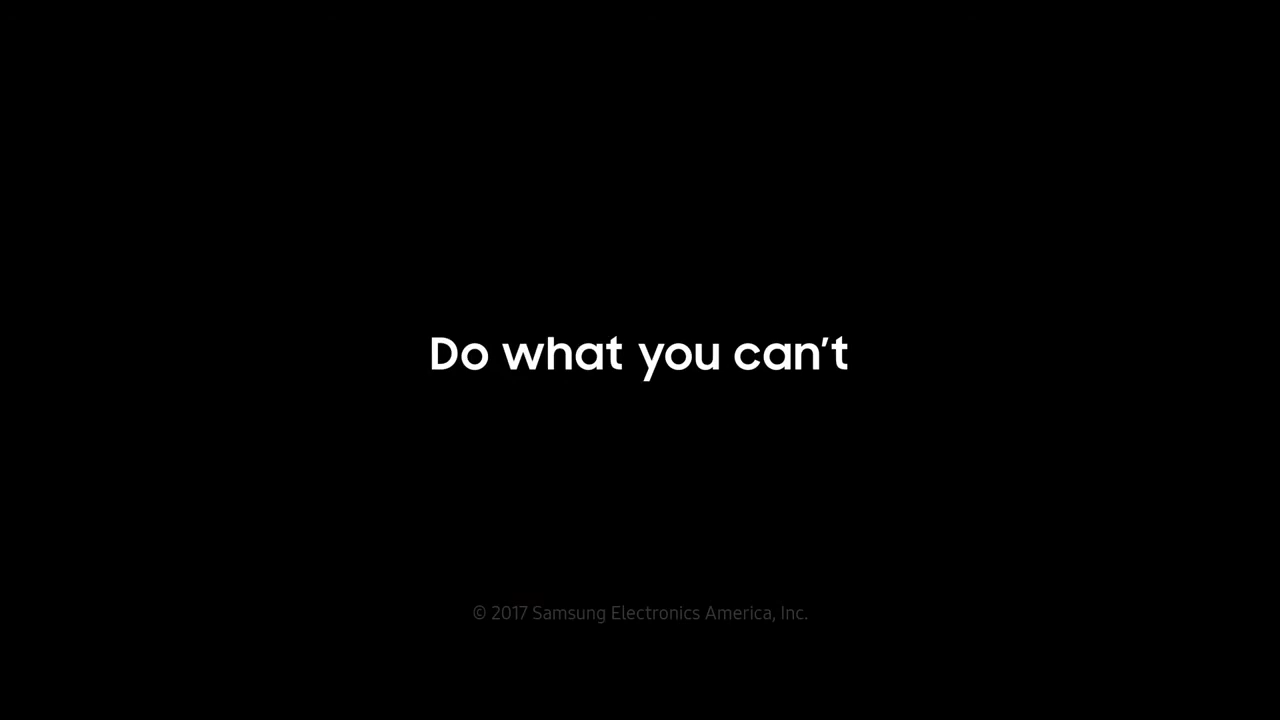 Do what you can’t
© 2017 Samsung Electronics America, Inc.